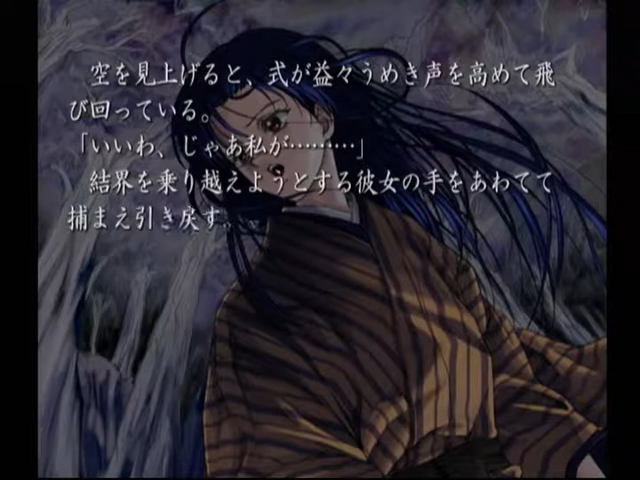 空を見上げると、式が益々うめき声を高めて飛
び回っている。
「いいわ、じゃあ私が………」
結界を乗り越えようとする彼女の手をあわてて
捕まえ引き戻す。